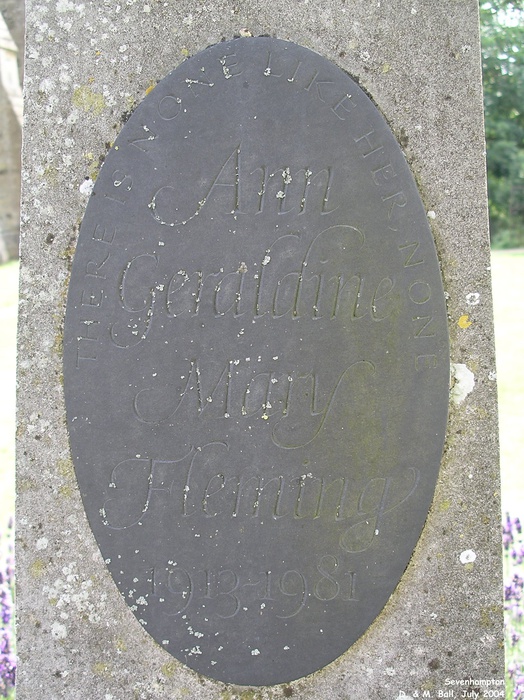 THERE IS NONE LIKE HER, NONE
Ann
Geraldine
Mary
Fleming
1913-1981
Sevenhampton
D. & M. Ball, July 2004